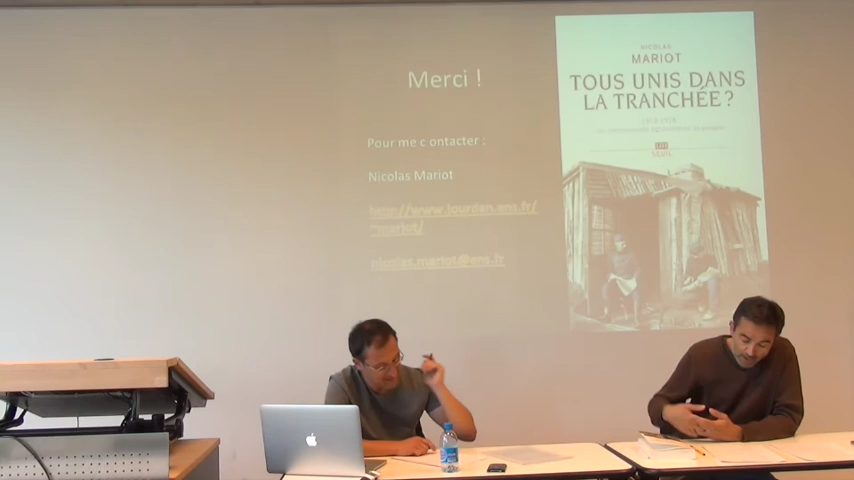 Merci !
Pour me contacter :
Nicolas Mariot
http://www.jourdan.ens.fr/
~mariot/
nicolas.mariot@ens.fr
NICOLAS
MARIOT
TOUS UNIS DANS
LA TRANCHÉE ?